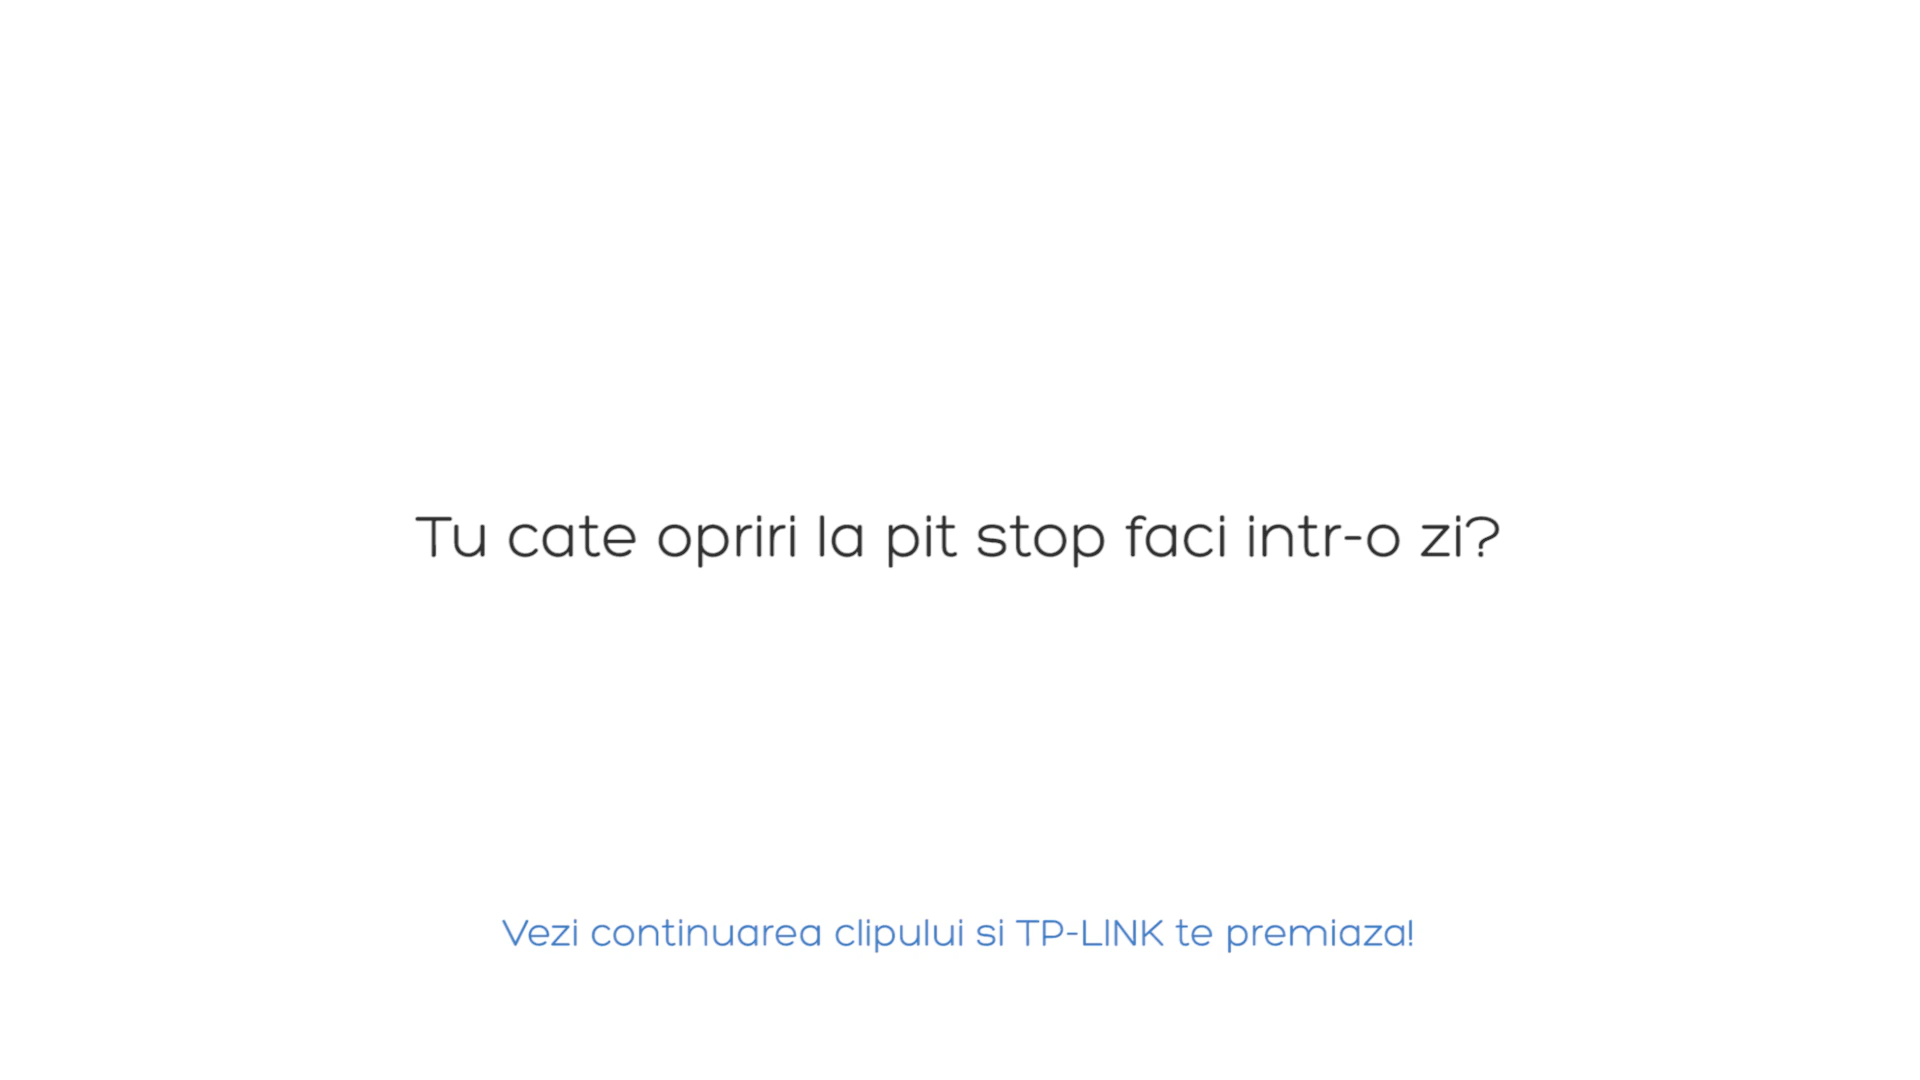 Tu cate opriri la pit stop faci intr-o zi?
Vezi continuarea clipului si TP-LINK te premiaza!